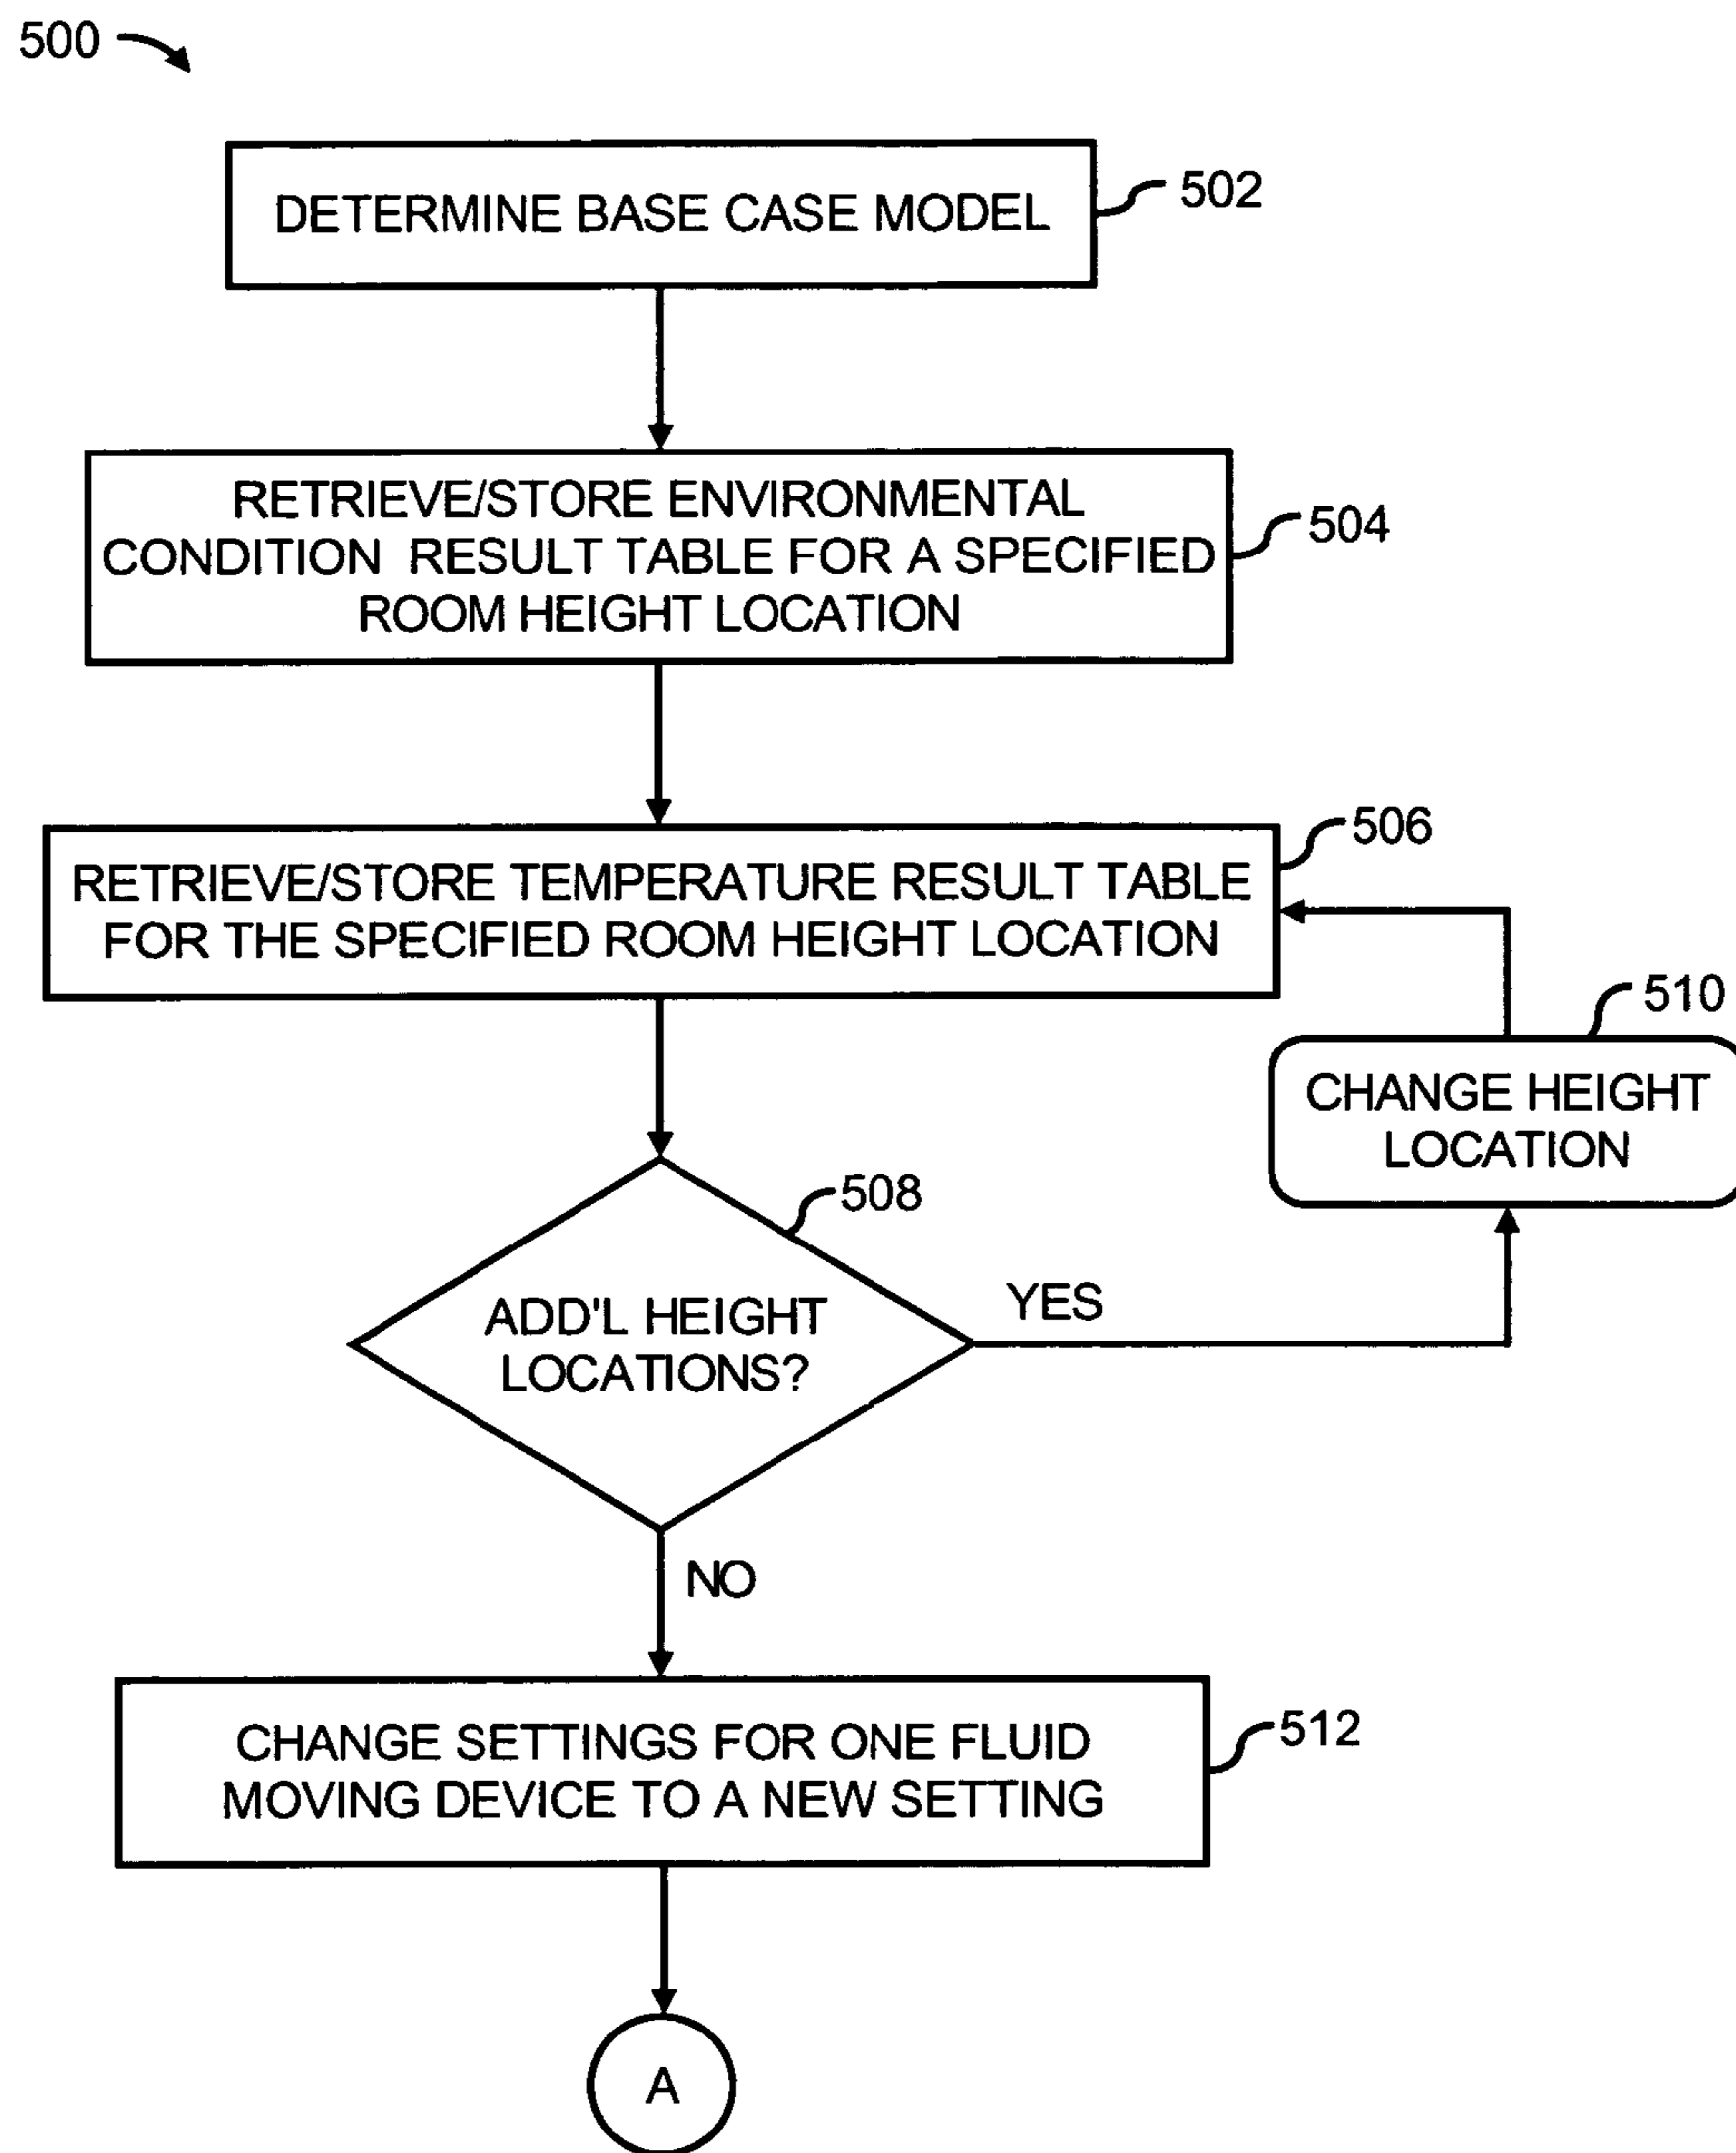 500
DETERMINE BASE CASE MODEL
502
RETRIEVE/STORE ENVIRONMENTAL
CONDITION RESULT TABLE FOR A SPECIFIED
ROOM HEIGHT LOCATION
504
RETRIEVE/STORE TEMPERATURE RESULT TABLE
FOR THE SPECIFIED ROOM HEIGHT LOCATION
506
510
CHANGE HEIGHT
LOCATION
508
ADD'L HEIGHT
LOCATIONS?
YES
NO
CHANGE SETTINGS FOR ONE FLUID
MOVING DEVICE TO A NEW SETTING
512
A